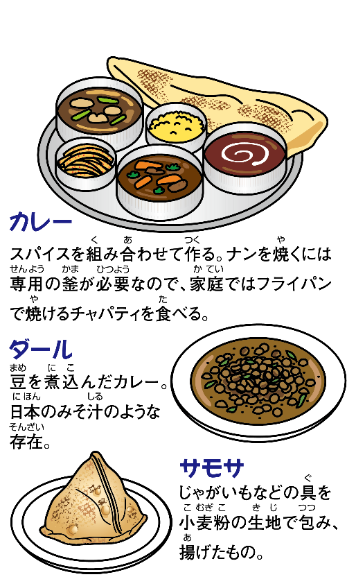 カレー
スパイスを組み合わせて作る。ナンを焼くには
専用の釜が必要なので、家庭ではフライパン
で焼けるチャパティを食べる。
ダール
豆を煮込んだカレー。
日本のみそ汁のような
存在。
サモサ
じゃがいもなどの具を
小麦粉の生地で包み、
揚げたもの。